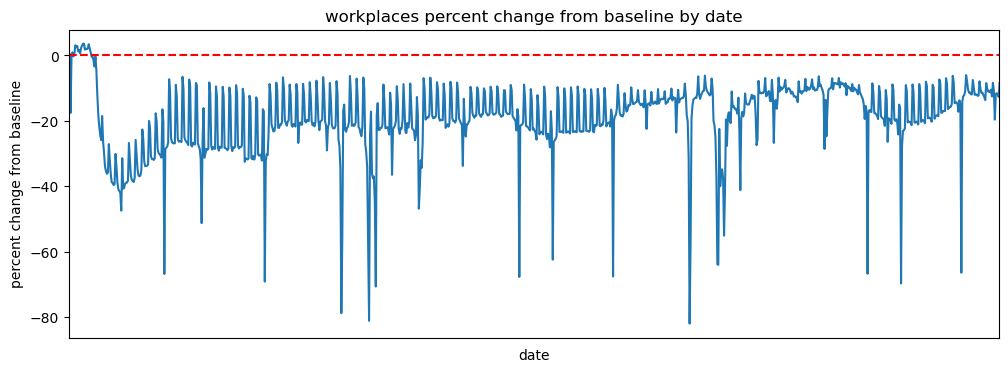 workplaces percent change from baseline by date
percent change from baseline
0
−20
−40
−60
−80
date